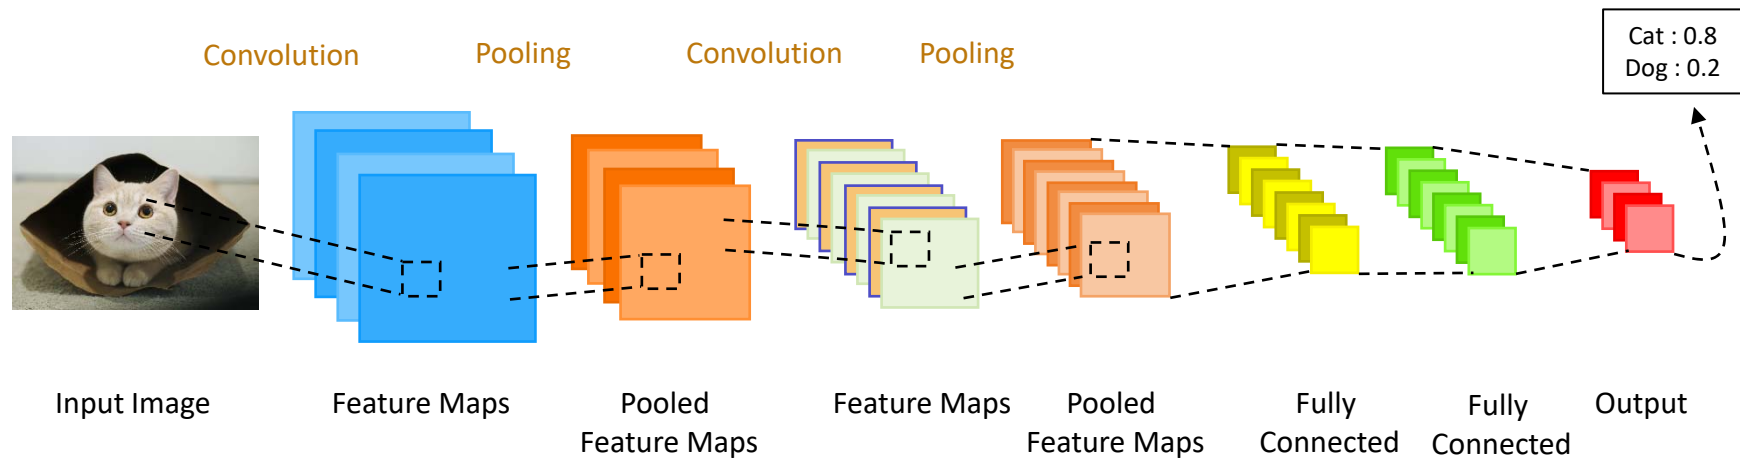 Convolution
Pooling
Convolution
Pooling
Cat : 0.8
Dog : 0.2
Input Image
Feature Maps
Pooled
Feature Maps
Feature Maps
Pooled
Feature Maps
Fully
Connected
Fully
Connected
Output